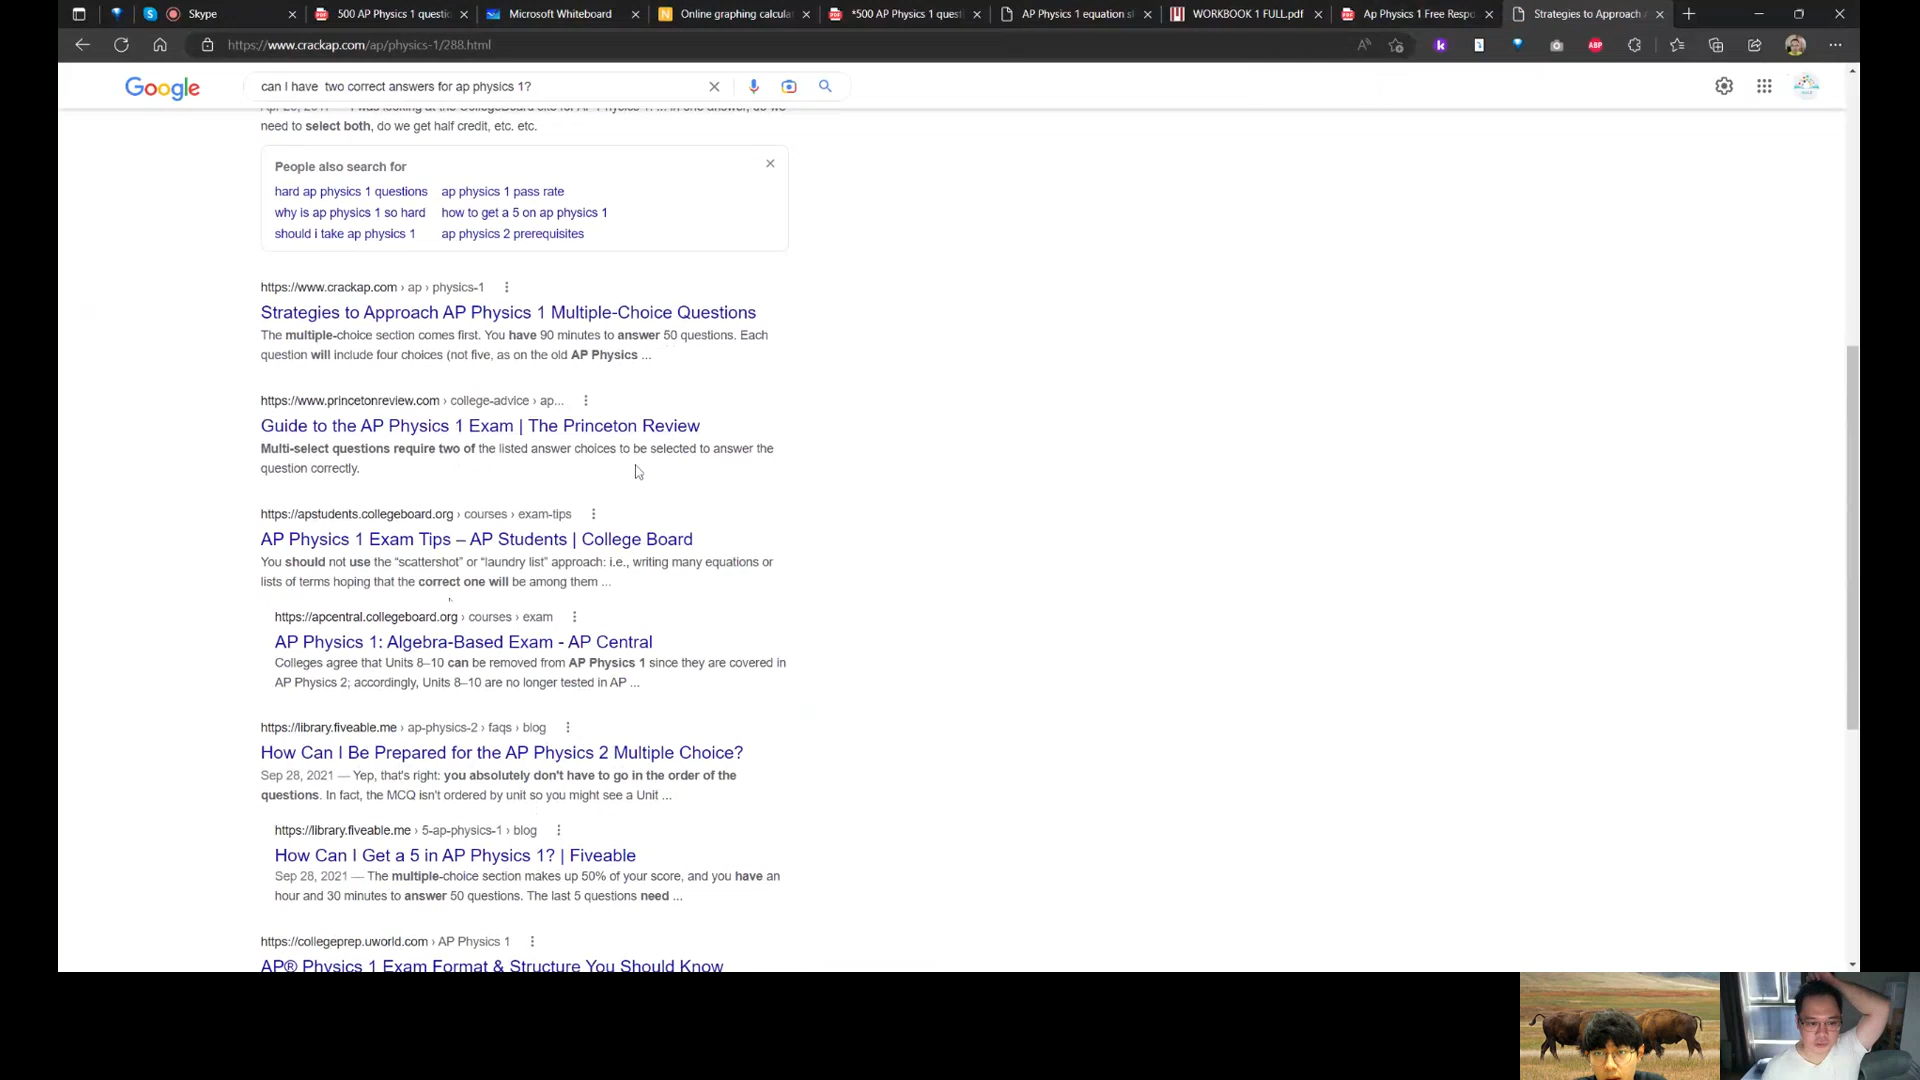 Skype
500 AP Physics 1 questi
Microsoft Whiteboard
Online graphing calcula
*500 AP Physics 1 quest
AP Physics 1 equation s
WORKBOOK 1 FULL.pdf
Ap Physics 1 Free Resp
Strategies to Approach A
https://www.crackap.com/ap/physics-1/288.html
Google
can I have two correct answers for ap physics 1?
need to select both, do we get half credit, etc. etc.
People also search for
hard ap physics 1 questions
ap physics 1 pass rate
why is ap physics 1 so hard
how to get a 5 on ap physics 1
should i take ap physics 1
ap physics 2 prerequisites
https://www.crackap.com › ap › physics-1
Strategies to Approach AP Physics 1 Multiple-Choice Questions
The multiple-choice section comes first. You have 90 minutes to answer 50 questions. Each
question will include four choices (not five, as on the old AP Physics ...
https://www.princetonreview.com › college-advice › ap...
Guide to the AP Physics 1 Exam | The Princeton Review
Multi-select questions require two of the listed answer choices to be selected to answer the
question correctly.
https://apstudents.collegeboard.org › courses › exam-tips
AP Physics 1 Exam Tips – AP Students | College Board
You should not use the “scattershot” or “laundry list” approach: i.e., writing many equations or
lists of terms hoping that the correct one will be among them ...
https://apcentral.collegeboard.org › courses › exam
AP Physics 1: Algebra-Based Exam - AP Central
Colleges agree that Units 8–10 can be removed from AP Physics 1 since they are covered in
AP Physics 2; accordingly, Units 8–10 are no longer tested in AP ...
https://library.fiveable.me › ap-physics-2 › faqs › blog
How Can I Be Prepared for the AP Physics 2 Multiple Choice?
Sep 28, 2021 — Yep, that's right: you absolutely don't have to go in the order of the
questions. In fact, the MCQ isn't ordered by unit so you might see a Unit ...
https://library.fiveable.me › 5-ap-physics-1 › blog
How Can I Get a 5 in AP Physics 1? | Fiveable
Sep 28, 2021 — The multiple-choice section makes up 50% of your score, and you have an
hour and 30 minutes to answer 50 questions. The last 5 questions need ...
https://collegeprep.uworld.com › AP Physics 1
AP® Physics 1 Exam Format & Structure You Should Know